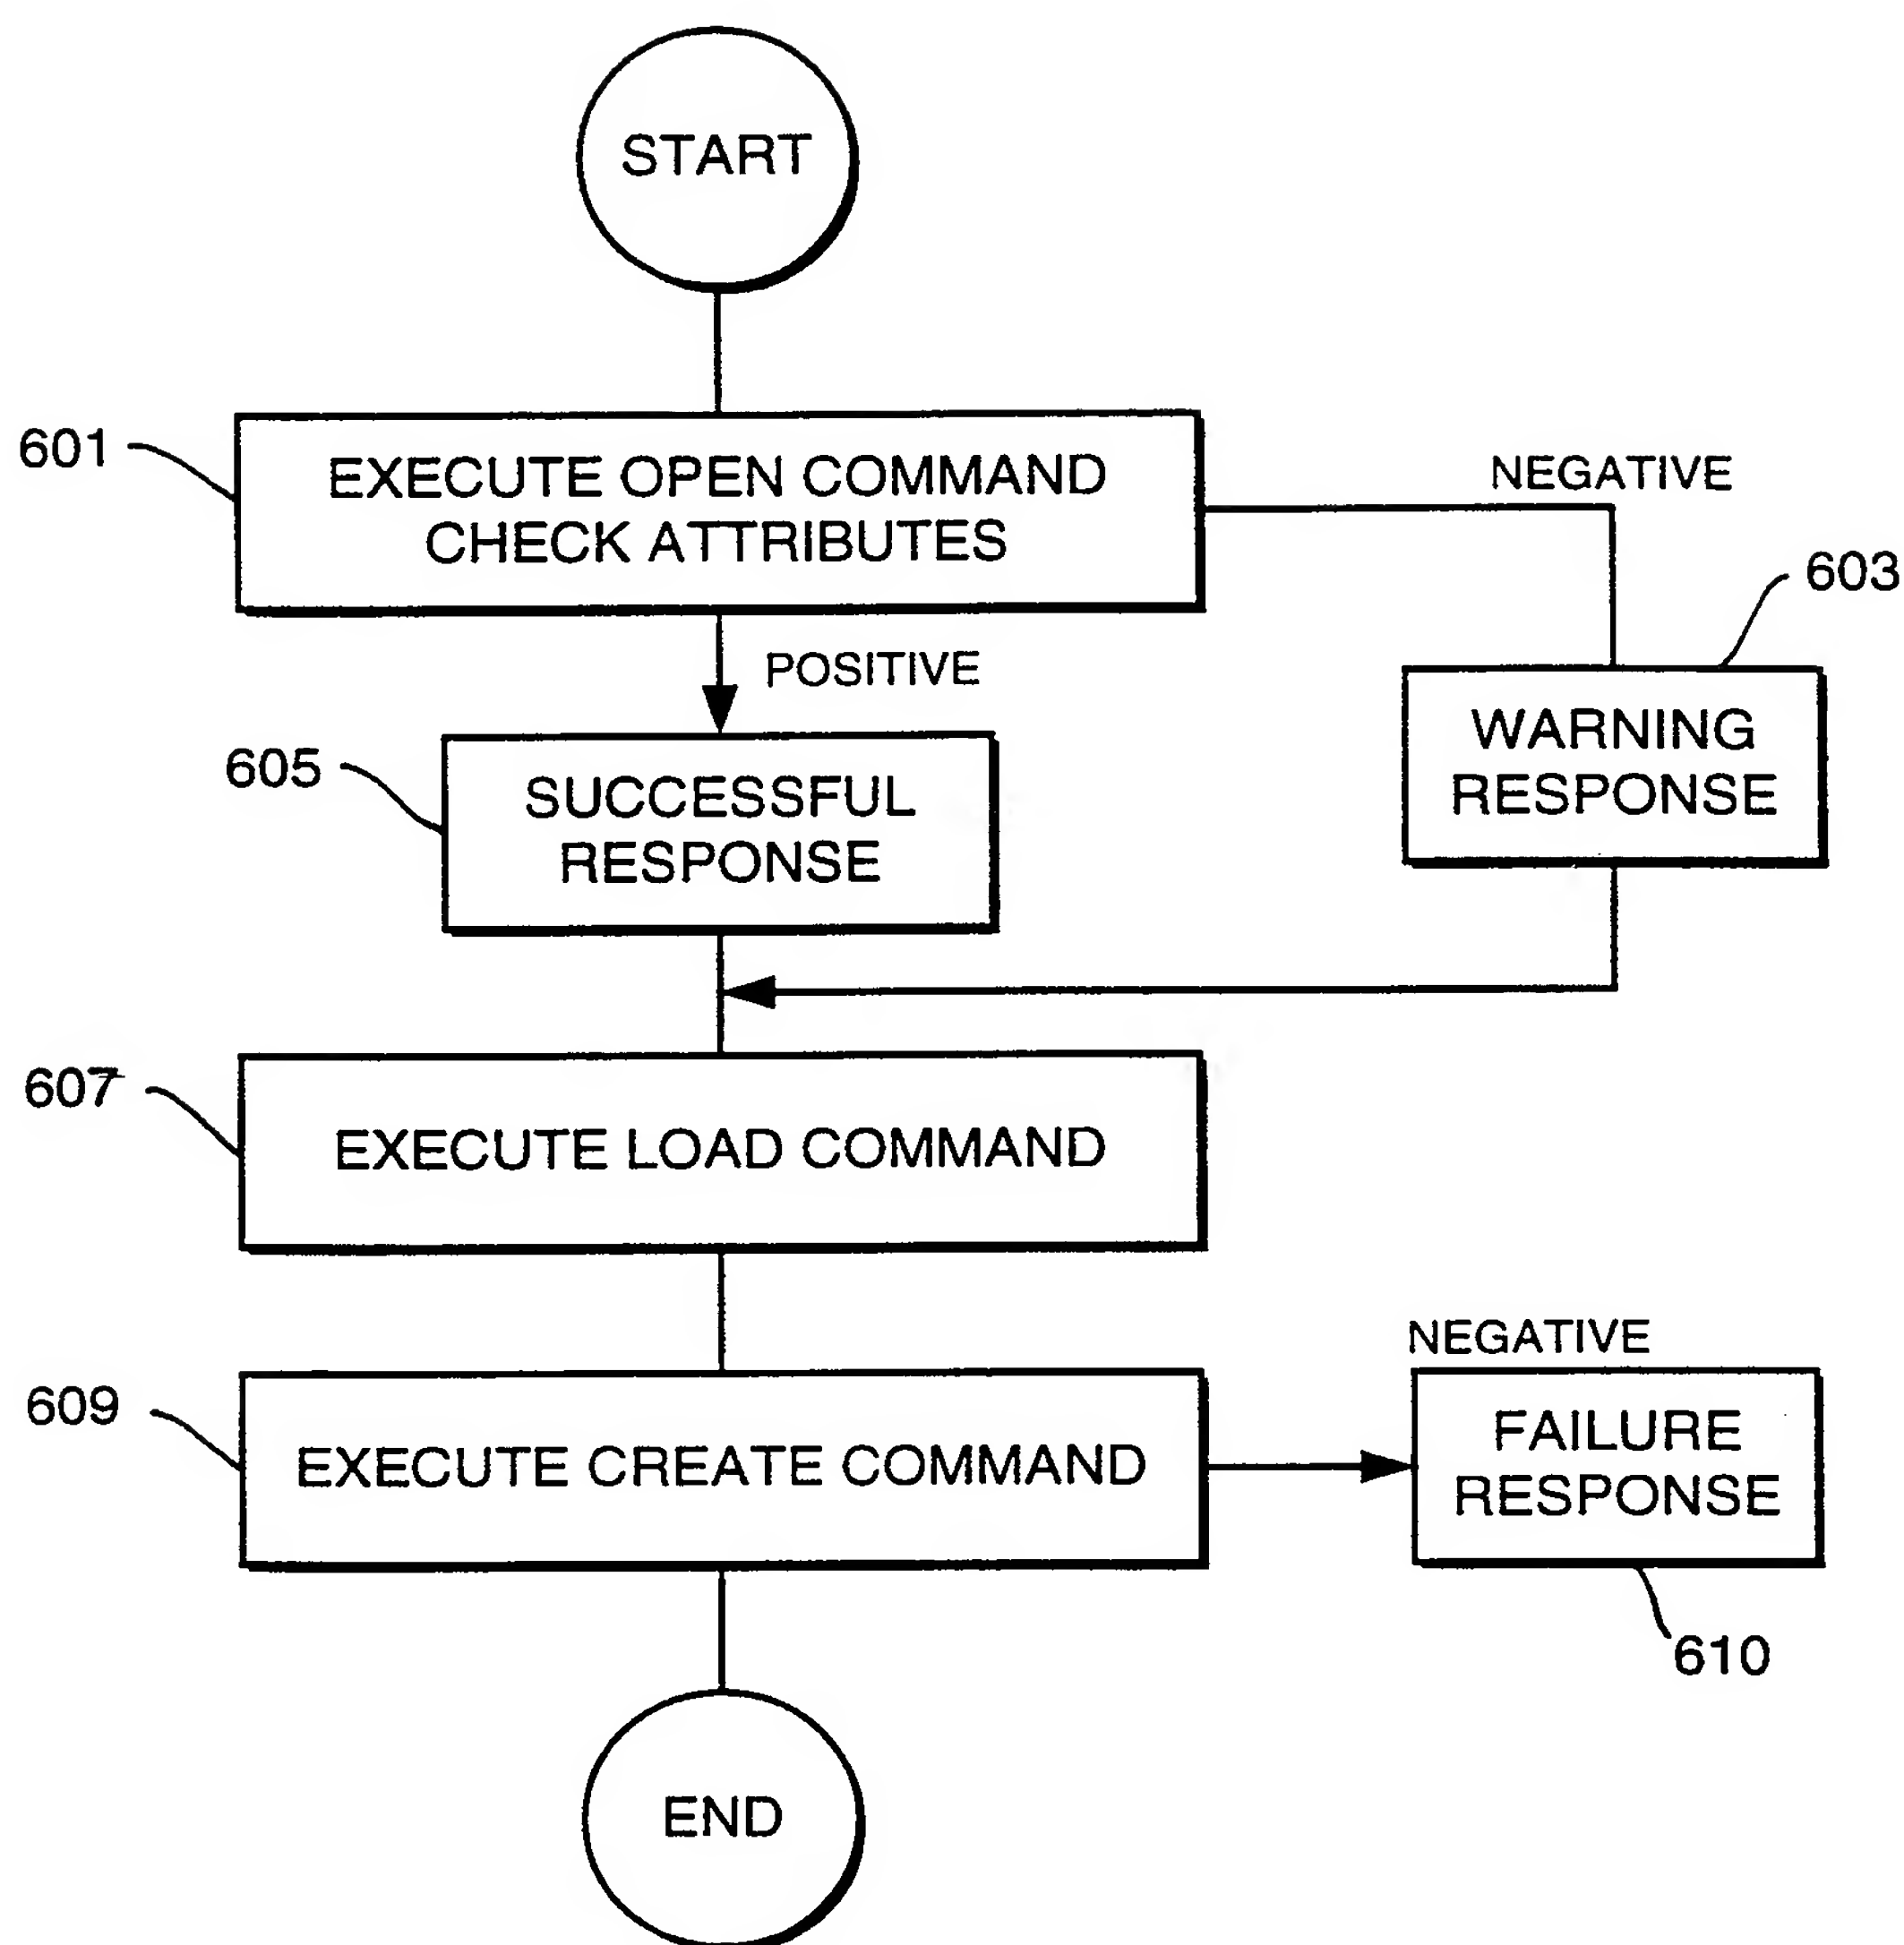 START
601
EXECUTE OPEN COMMAND
CHECK ATTRIBUTES
NEGATIVE
603
POSITIVE
WARNING
RESPONSE
605
SUCCESSFUL
RESPONSE
607
EXECUTE LOAD COMMAND
609
EXECUTE CREATE COMMAND
NEGATIVE
FAILURE
RESPONSE
610
END